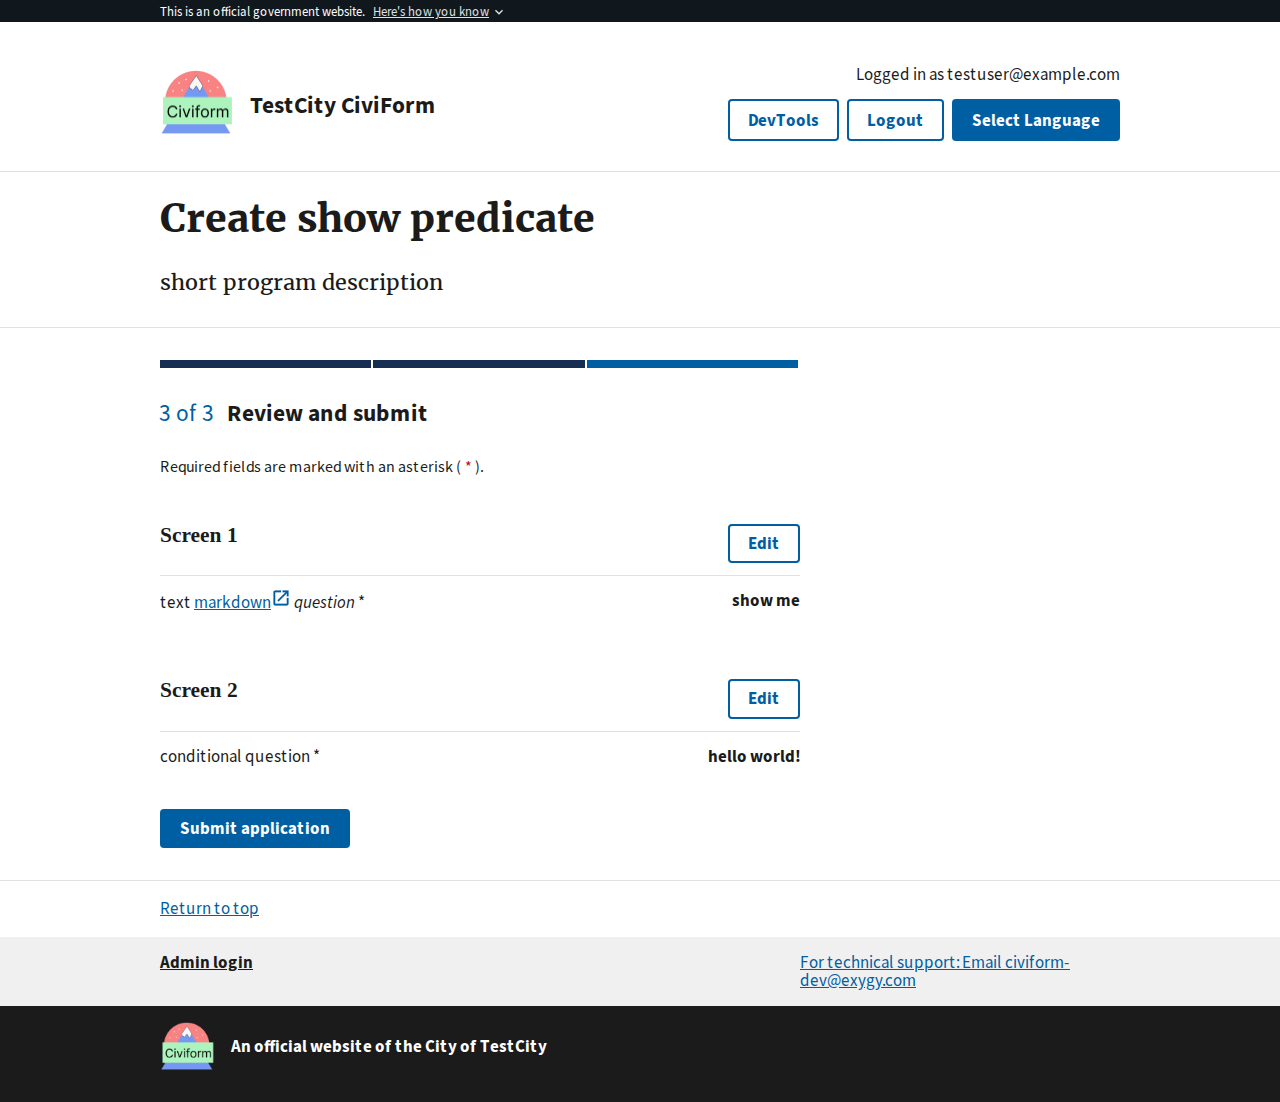 This is an official government website. Here's how you know
Logged in as testuser@example.com
Civiform
TestCity CiviForm
DevTools
Logout
Select Language
Create show predicate
short program description
3 of 3 Review and submit
Required fields are marked with an asterisk ( * ).
Screen 1
Edit
text markdown question *
show me
Screen 2
Edit
conditional question *
hello world!
Submit application
Return to top
Admin login
For technical support: Email civiform-
dev@exygy.com
Civiform
An official website of the City of TestCity